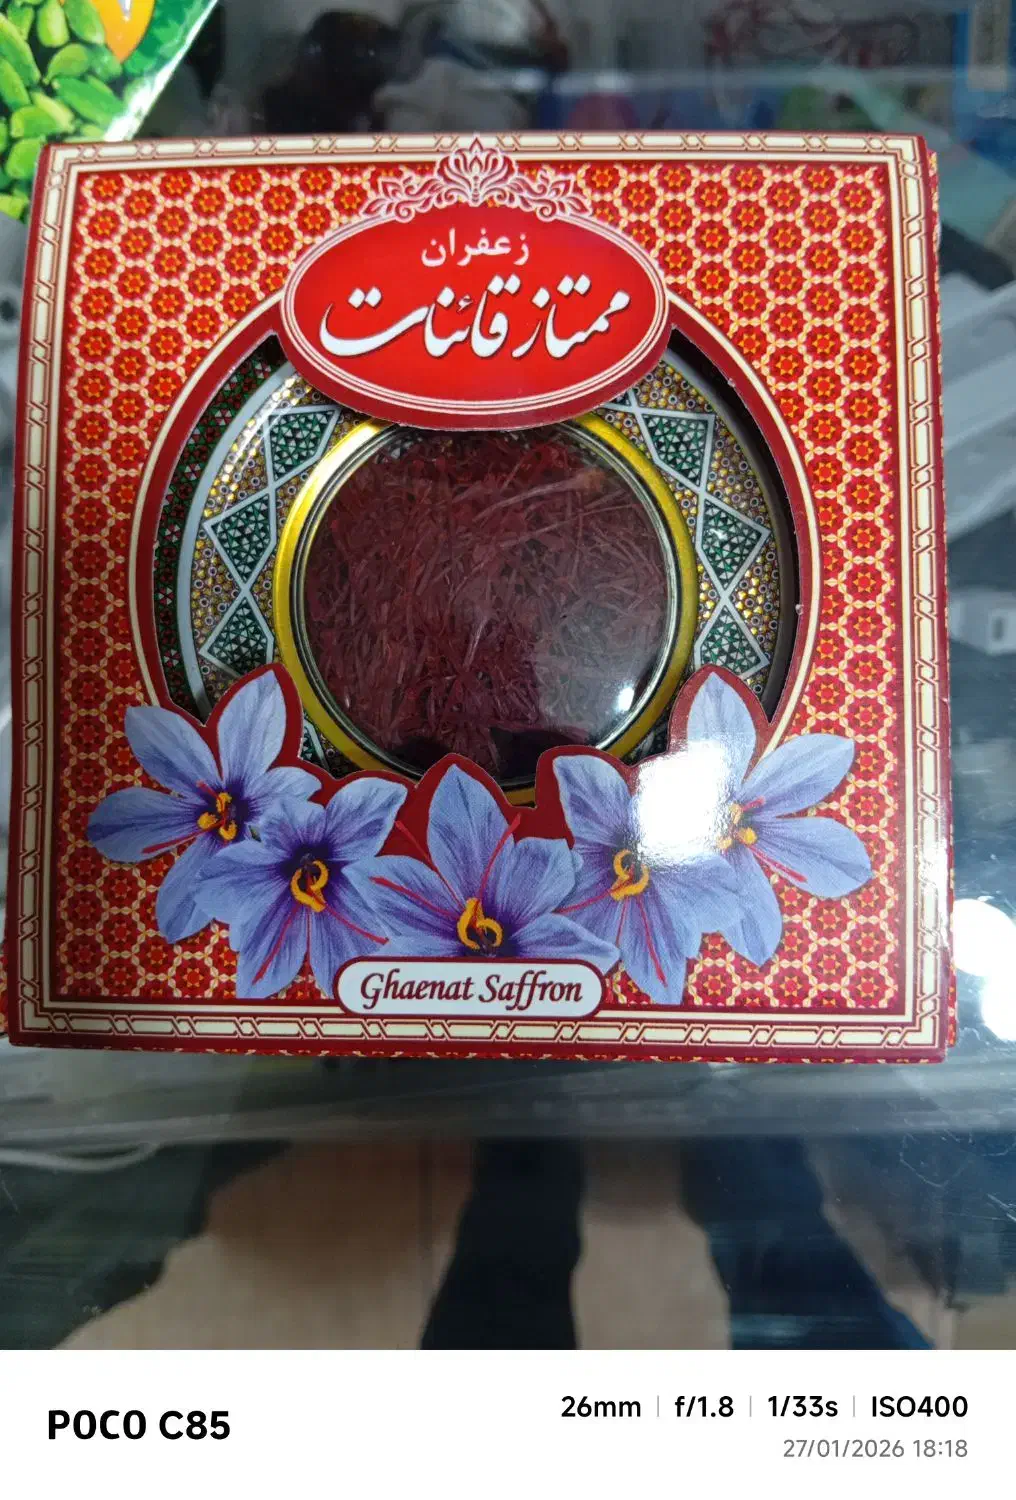 زعفران
ممتاز قائنات
Ghaenat Saffron
POCO C85
26mm | f/1.8 | 1/33s | ISO400
27/01/2026 18:18